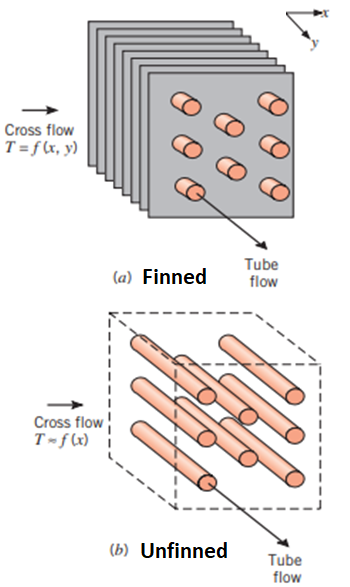 x
y
Cross flow
T = f (x, y)
Tube
flow
(a) Finned
Cross flow
T ≈ f (x)
(b) Unfinned
Tube
flow